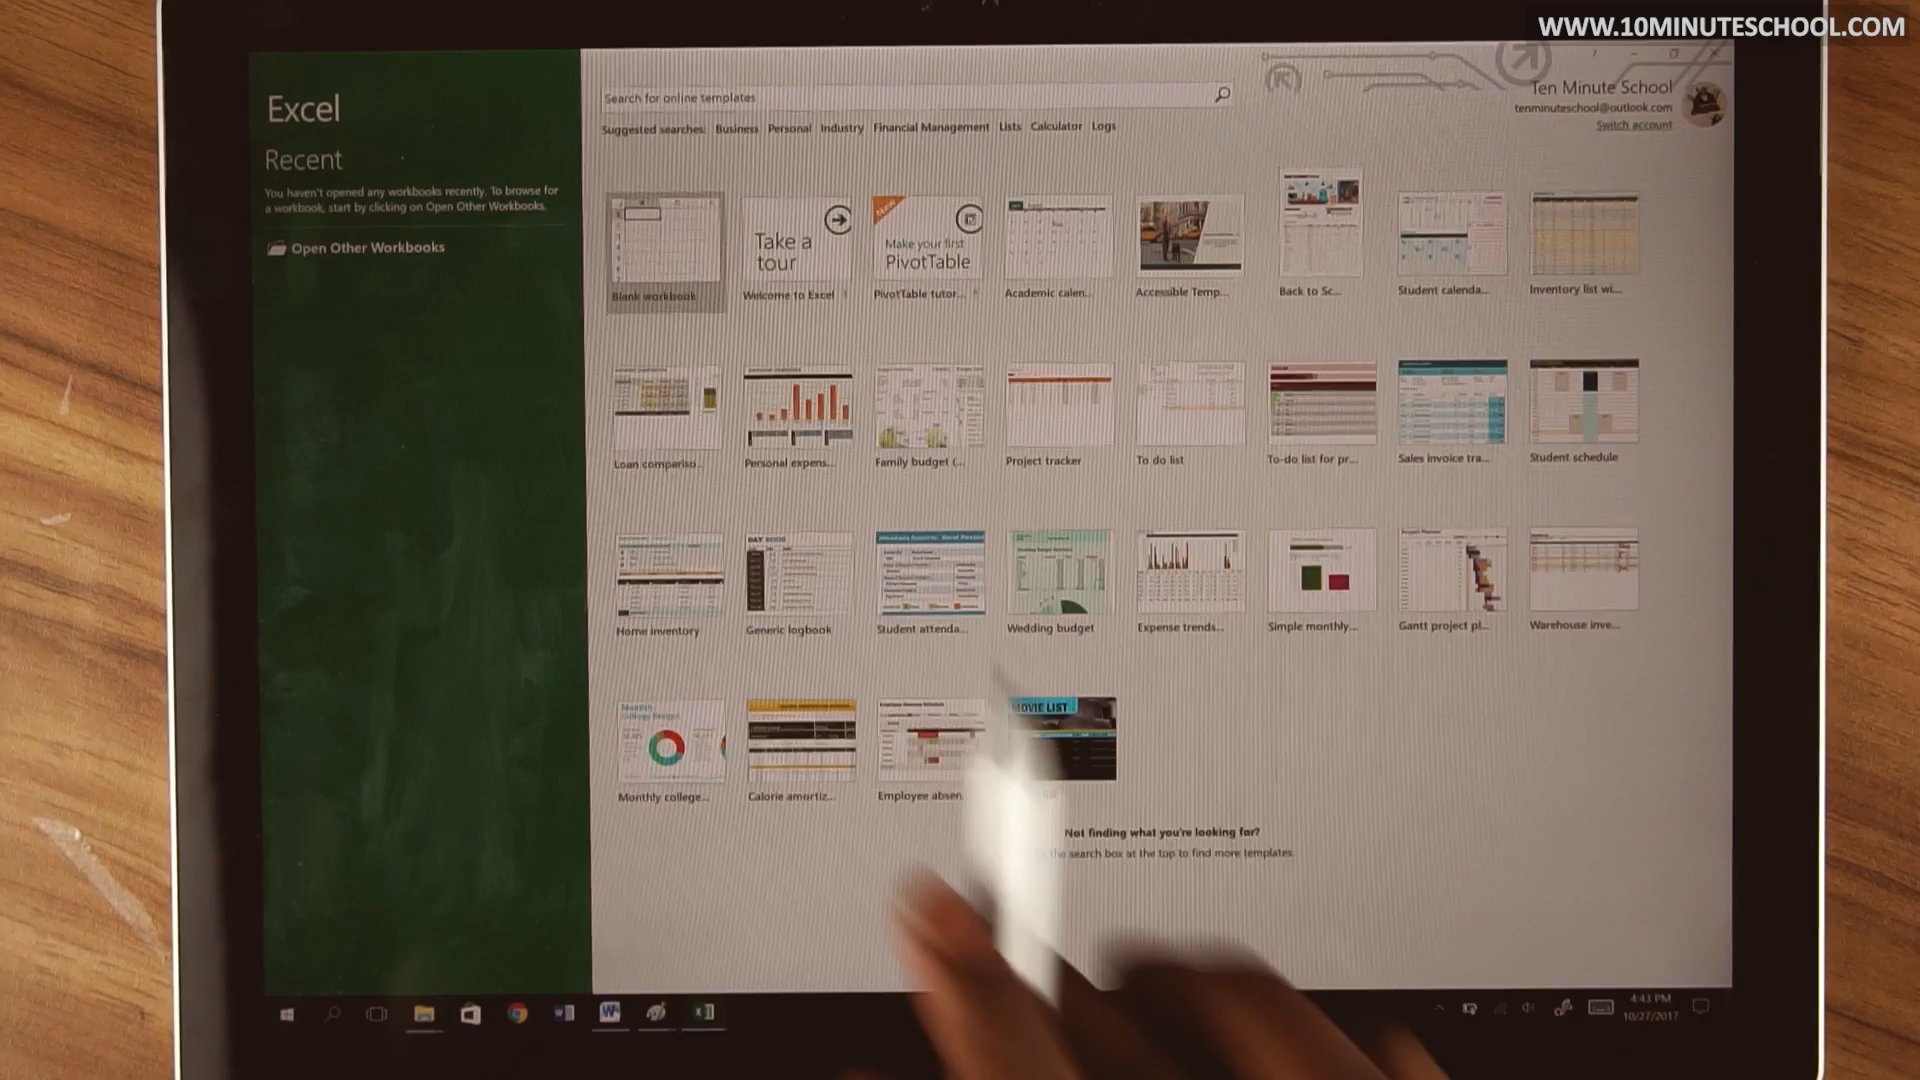 WWW.10MINUTESCHOOL.COM
Excel
Recent
You haven't opened any workbooks recently. To browse for
a workbook, start by clicking on Open Other Workbooks.
Open Other Workbooks
Search for online templates
Suggested searches: Business Personal Industry Financial Management Lists Calculator Logs
Ten Minute School
tenminuteschool@outlook.com
Switch account
Take a
tour
New
Make your first
PivotTable
Blank workbook
Welcome to Excel
PivotTable tutor...
Academic calen...
Accessible Temp...
Back to Sc...
Student calenda...
Inventory list wi...
Loan compariso...
Personal expens...
Family budget (...
Project tracker
To do list
To-do list for pr...
Sales invoice tra...
Student schedule
DAY BOOK
Project Planner
Home inventory
Generic logbook
Student attenda...
Wedding budget
Expense trends...
Simple monthly...
Gantt project pl...
Warehouse inve...
MOVIE LIST
Monthly college...
Calorie amortiz...
Employee absen
Not finding what you're looking for?
search box at the top to find more templates.
4:43 PM
10/27/2017